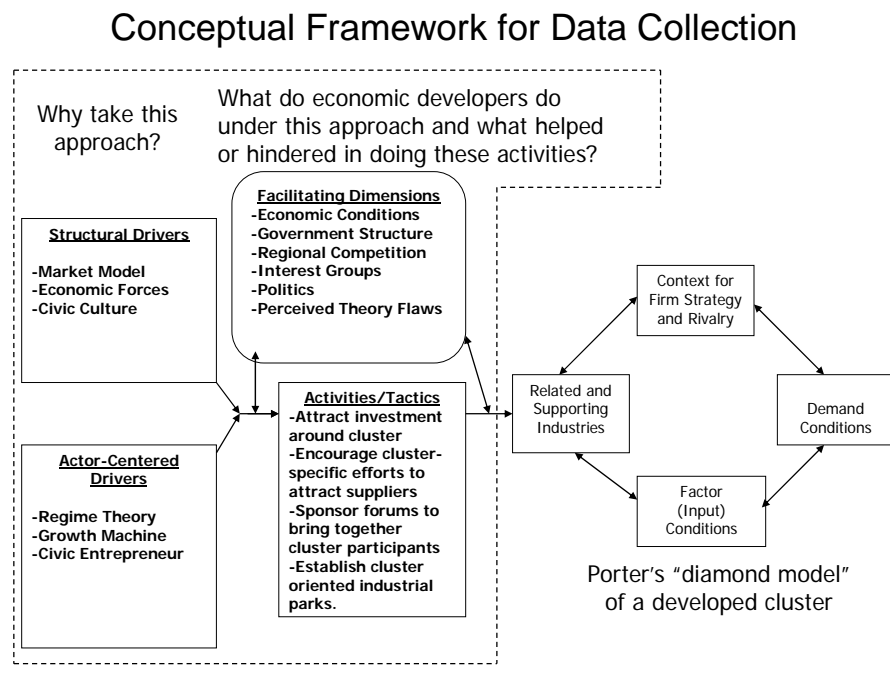 Conceptual Framework for Data Collection
Why take this
approach?
What do economic developers do
under this approach and what helped
or hindered in doing these activities?
Structural Drivers
-Market Model
-Economic Forces
-Civic Culture
Actor-Centered
Drivers
-Regime Theory
-Growth Machine
-Civic Entrepreneur
Facilitating Dimensions
-Economic Conditions
-Government Structure
-Regional Competition
-Interest Groups
-Politics
-Perceived Theory Flaws
Activities/Tactics
-Attract investment
around cluster
-Encourage cluster-
specific efforts to
attract suppliers
-Sponsor forums to
bring together
cluster participants
-Establish cluster
oriented industrial
parks.
Related and
Supporting
Industries
Context for
Firm Strategy
and Rivalry
Demand
Conditions
Factor
(Input)
Conditions
Porter's “diamond model”
of a developed cluster